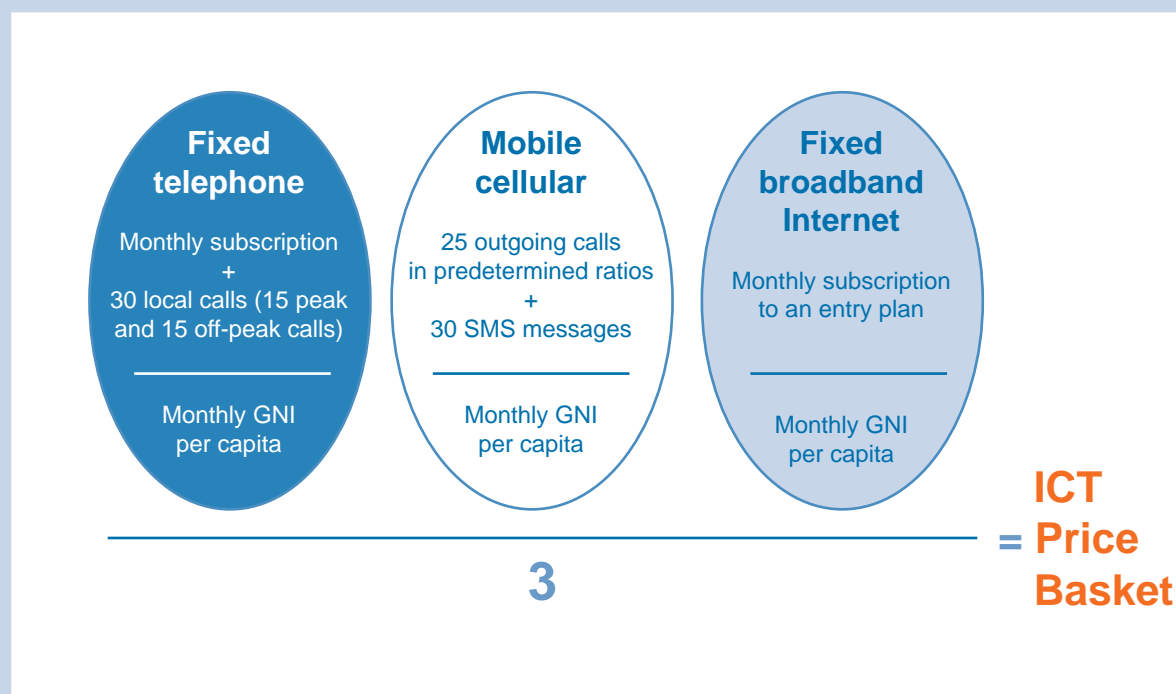 Fixed
telephone
Monthly subscription
+
30 local calls (15 peak
and 15 off-peak calls)
Monthly GNI
per capita
Mobile
cellular
25 outgoing calls
in predetermined ratios
+
30 SMS messages
Monthly GNI
per capita
Fixed
broadband
Internet
Monthly subscription
to an entry plan
Monthly GNI
per capita
3
= ICT
Price
Basket